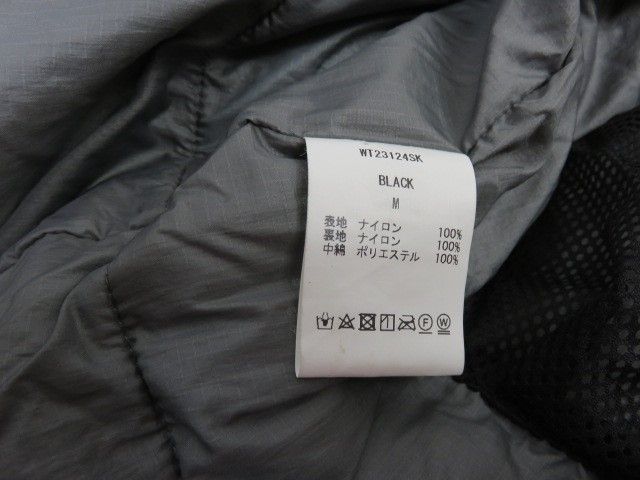 WT23124SK
BLACK
M
表地 ナイロン 100%
裏地 ナイロン 100%
中綿 ポリエステル 100%
F W